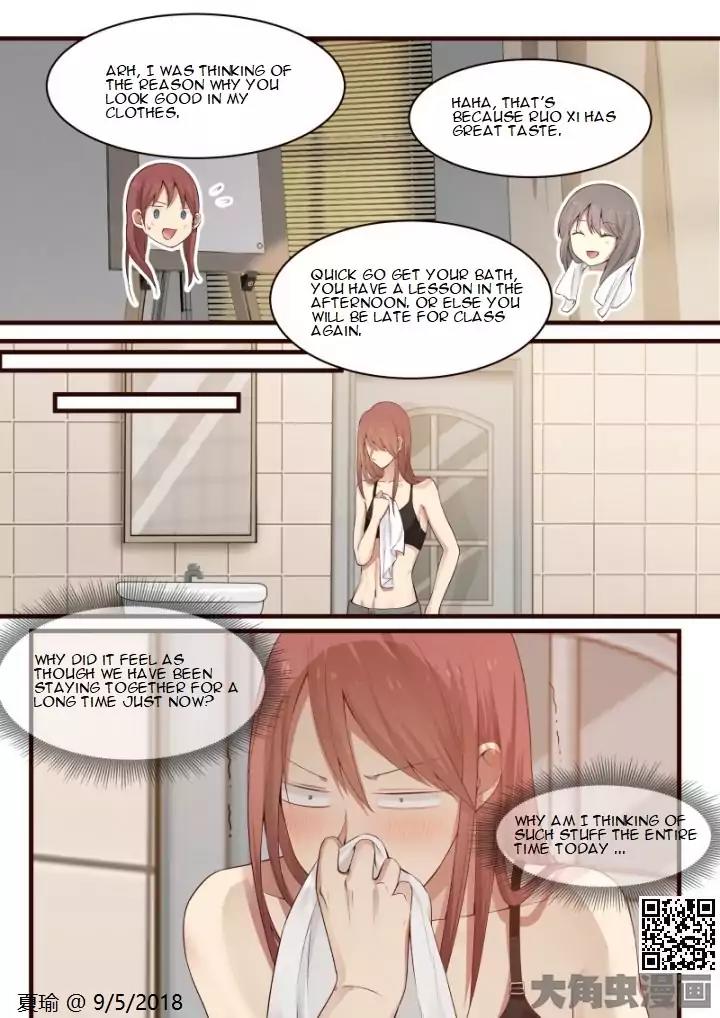 ARH, I WAS THINKING OF
THE REASON WHY YOU
LOOK GOOD IN MY
CLOTHES.
HAHA, THAT'S
BECAUSE RUO XI HAS
GREAT TASTE.
QUICK GO GET YOUR BATH,
YOU HAVE A LESSON IN THE
AFTERNOON. OR ELSE YOU
WILL BE LATE FOR CLASS
AGAIN.
WHY DID IT FEEL AS
THOUGH WE HAVE BEEN
STAYING TOGETHER FOR A
LONG TIME JUST NOW?
WHY AM I THINKING OF
SUCH STUFF THE ENTIRE
TIME TODAY ...
夏瑜 @ 9/5/2018
大角虫漫画